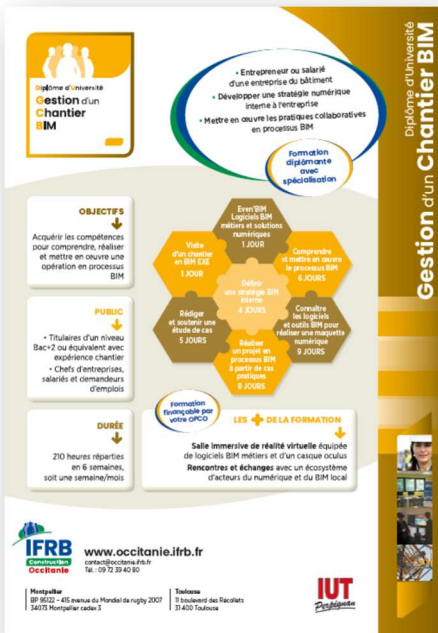 Diplôme d'Université
Gestion d'un
Chantier
BIM
• Entrepreneur ou salarié
d'une entreprise du bâtiment
• Développer une stratégie numérique
interne à l'entreprise
• Mettre en œuvre les pratiques collaboratives
en processus BIM
Formation
diplômante
avec
spécialisation
Diplôme d'Université
Gestion d'un Chantier BIM
OBJECTIFS
Acquérir les compétences
pour comprendre, réaliser
et mettre en œuvre une
opération en processus
BIM
PUBLIC
• Titulaires d'un niveau
Bac+2 ou équivalent avec
expérience chantier
• Chefs d'entreprises,
salariés et demandeurs
d'emplois
DURÉE
210 heures réparties
en 6 semaines,
soit une semaine/mois
Even'BIM
Logiciels BIM
métiers et solutions
numériques
1 JOUR
Visite
d'un chantier
en BIM EXE
1 JOUR
Comprendre
et mettre en œuvre
le processus BIM
6 JOURS
Définir
une stratégie BIM
interne
4 JOURS
Rédiger
et soutenir une
étude de cas
5 JOURS
Connaître
les logiciels
et outils BIM pour
réaliser une maquette
numérique
9 JOURS
Réaliser
un projet en
processus BIM
à partir de cas
pratiques
8 JOURS
Formation
finançable par
votre OPCO
LES + DE LA FORMATION
Salle immersive de réalité virtuelle équipée
de logiciels BIM métiers et d'un casque oculus
Rencontres et échanges avec un écosystème
d'acteurs du numérique et du BIM local
IFRB
Construction
Occitanie
www.occitanie.ifrb.fr
contact@occitanie.ifrb.fr
Tél. : 09 72 39 40 80
Montpellier
BP 95122 – 415 avenue du Mondial de rugby 2007
34073 Montpellier cedex 3
Toulouse
11 boulevard des Récollets
31 400 Toulouse
IUT
Perpignan